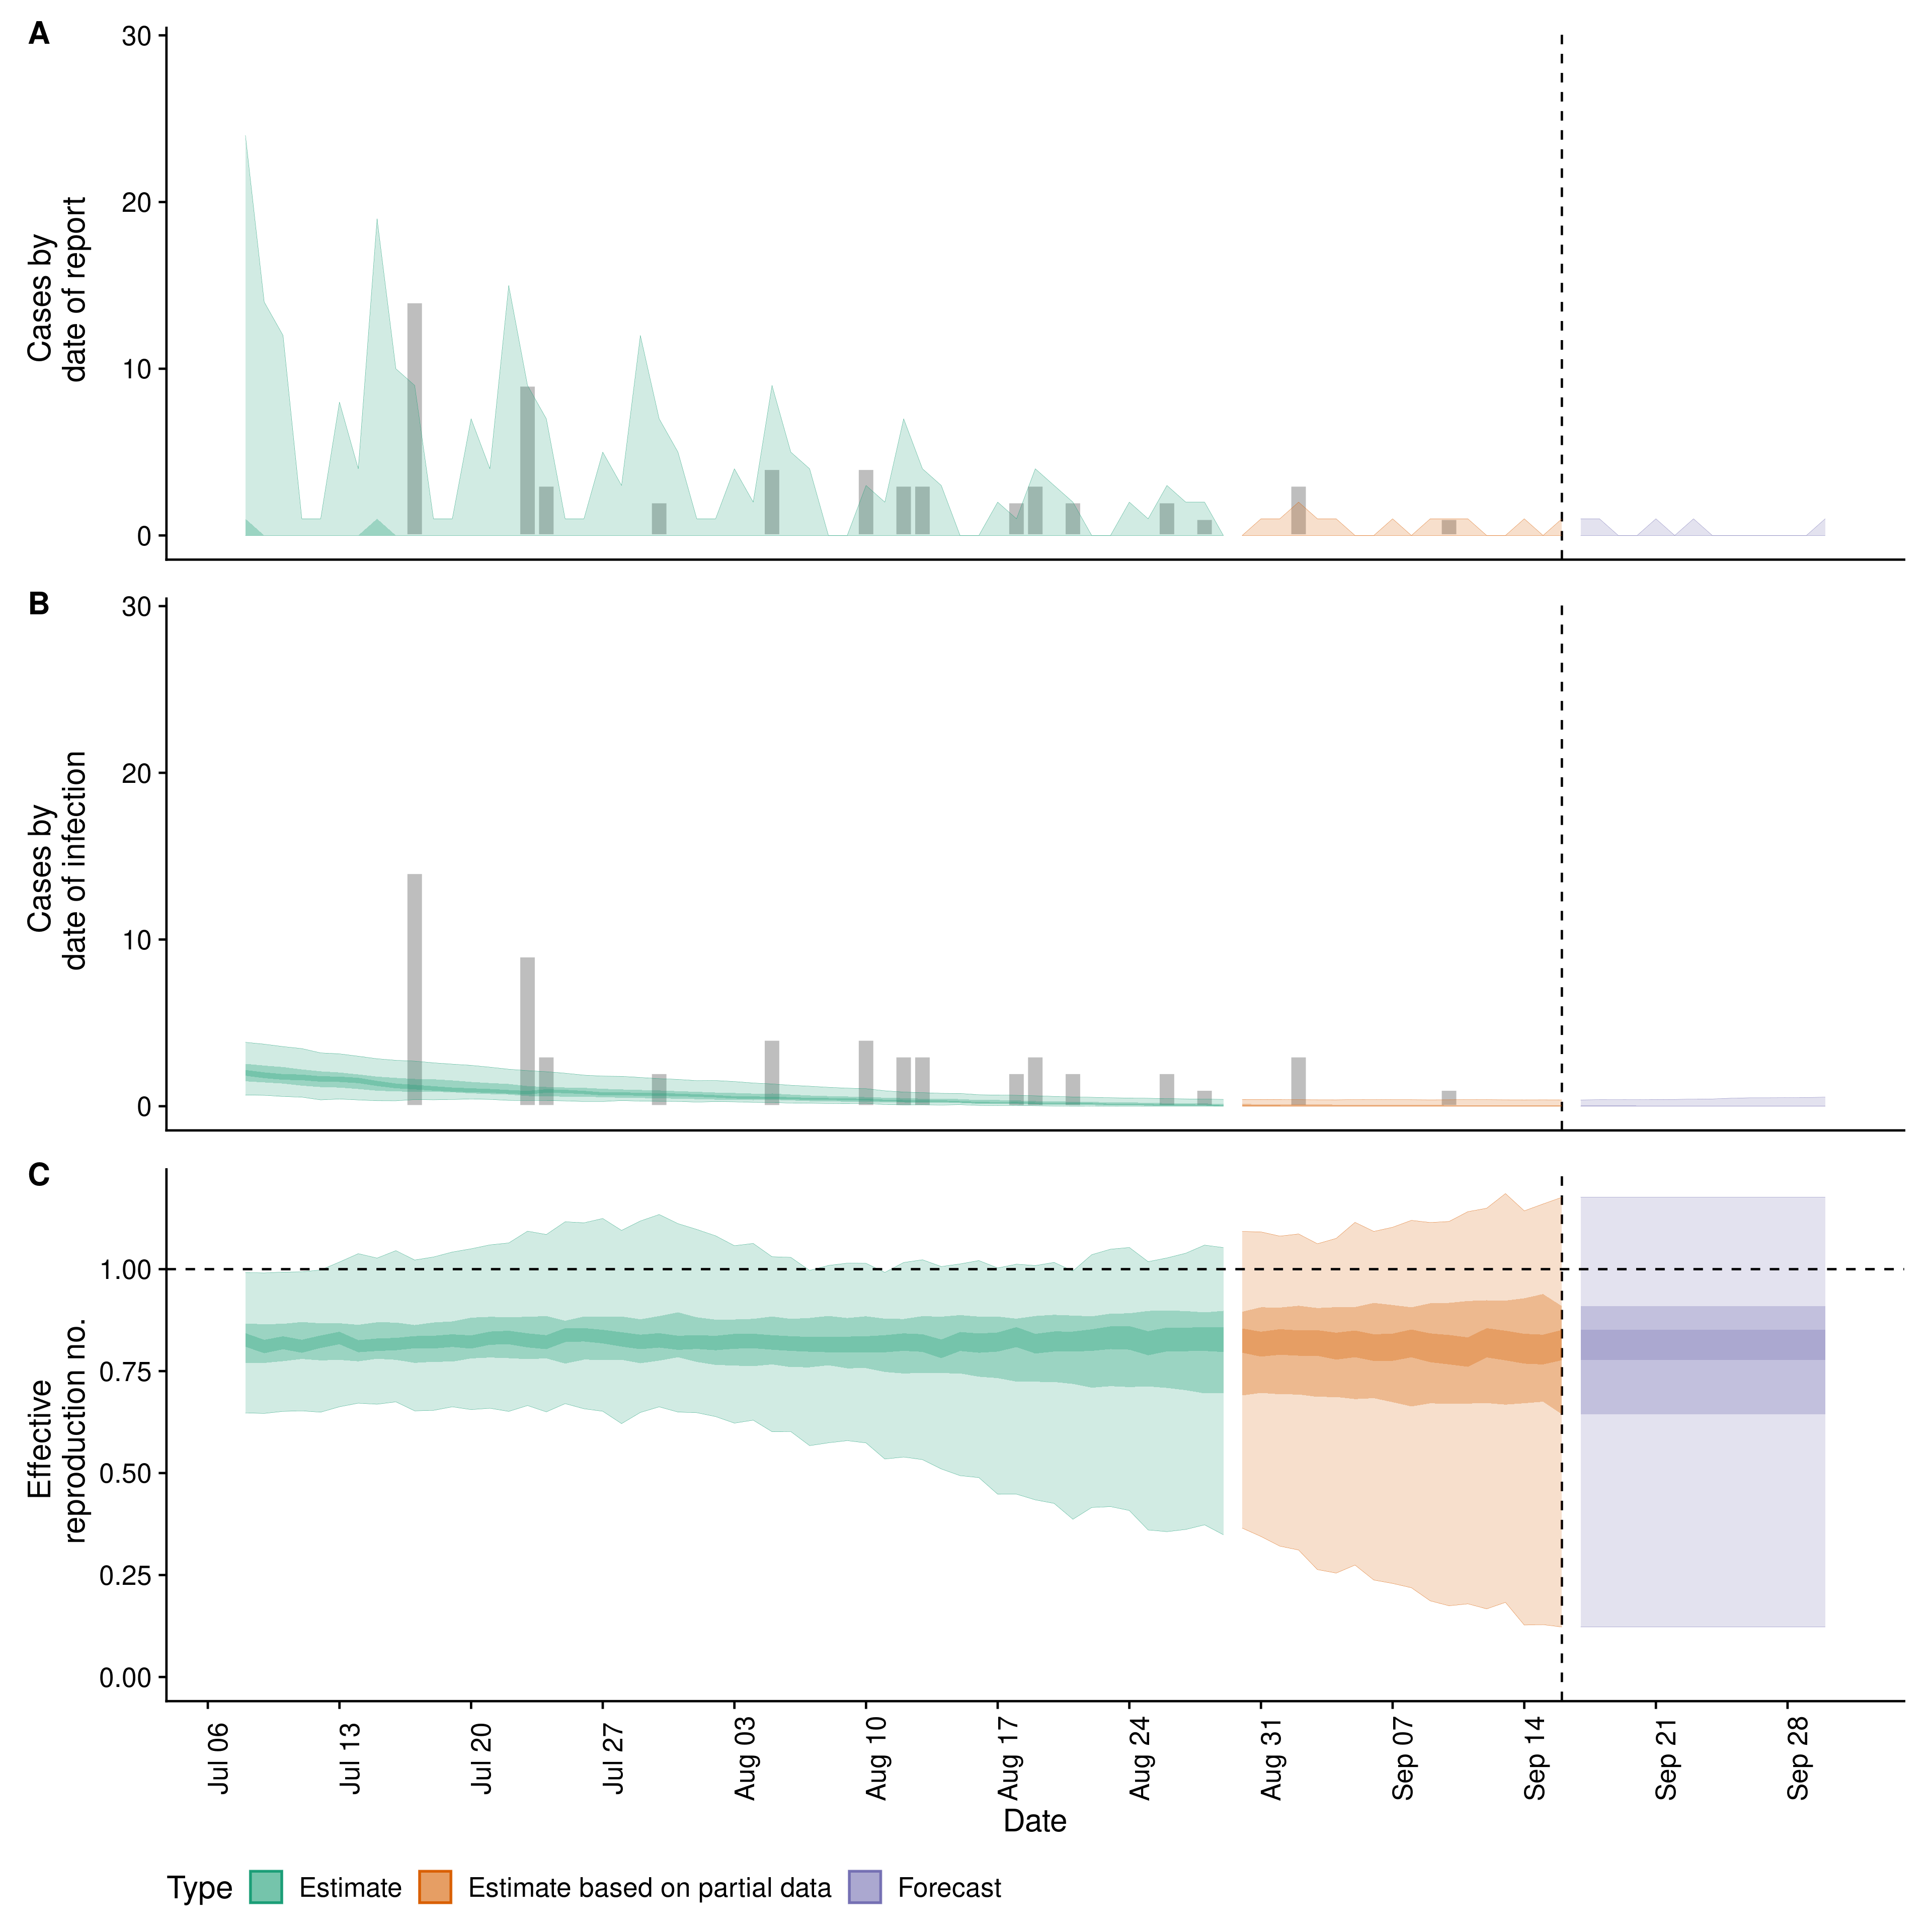 A
30
20
10
0
Cases by
date of report
B
30
20
10
0
Cases by
date of infection
C
1.00
0.75
0.50
0.25
0.00
Effective
reproduction no.
Jul 06
Jul 13
Jul 20
Jul 27
Aug 03
Aug 10
Aug 17
Aug 24
Aug 31
Sep 07
Sep 14
Sep 21
Sep 28
Date
Type Estimate Estimate based on partial data Forecast